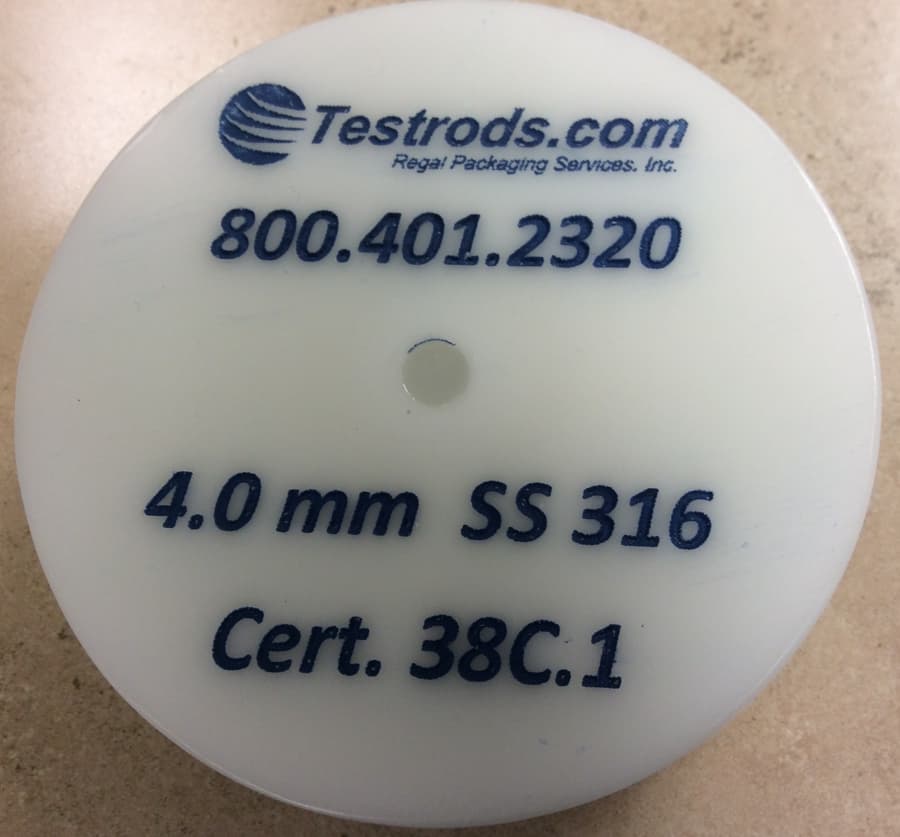 Testrods.com
Regal Packaging Services, Inc.
800.401.2320
4.0 mm SS 316
Cert. 38C.1